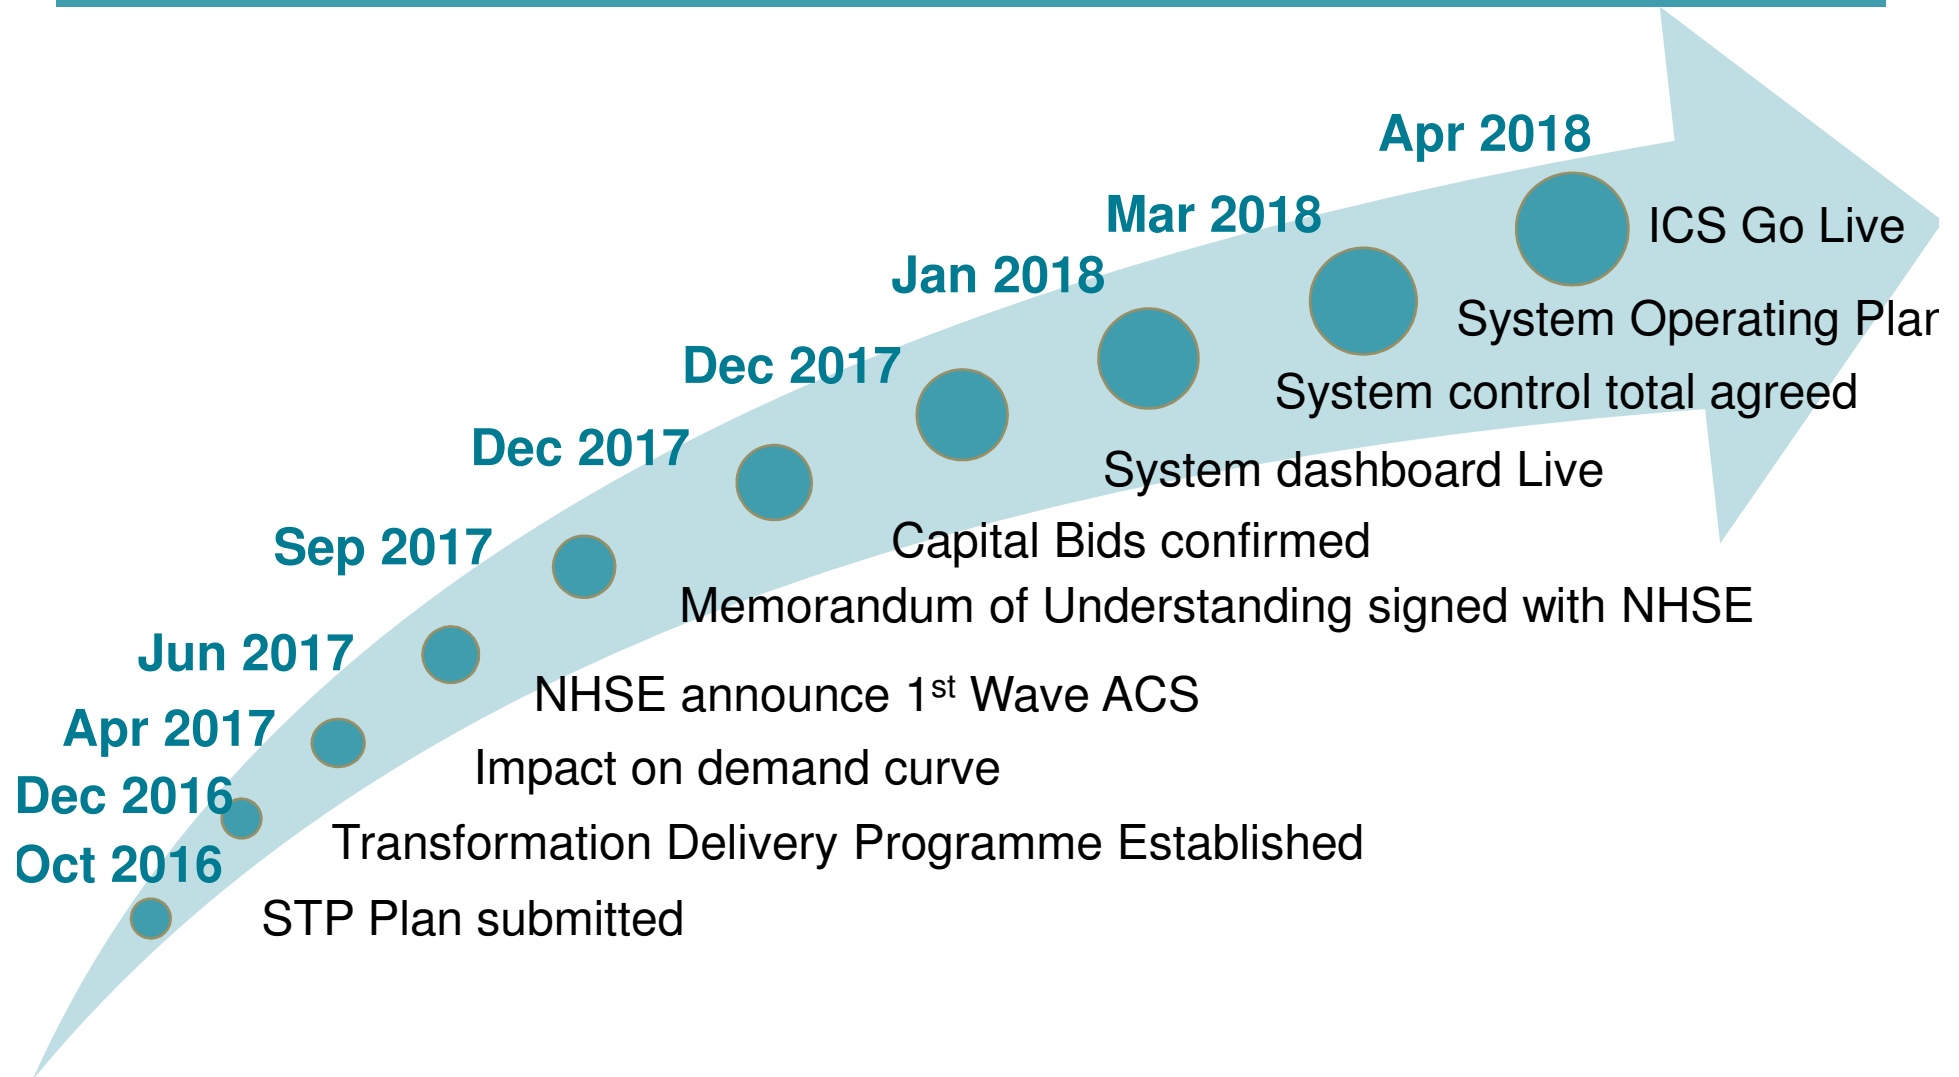 Apr 2018
ICS Go Live
Mar 2018
System Operating Plan
Jan 2018
System control total agreed
Dec 2017
System dashboard Live
Dec 2017
Capital Bids confirmed
Sep 2017
Memorandum of Understanding signed with NHSE
Jun 2017
NHSE announce 1st Wave ACS
Apr 2017
Impact on demand curve
Dec 2016
Transformation Delivery Programme Established
Oct 2016
STP Plan submitted